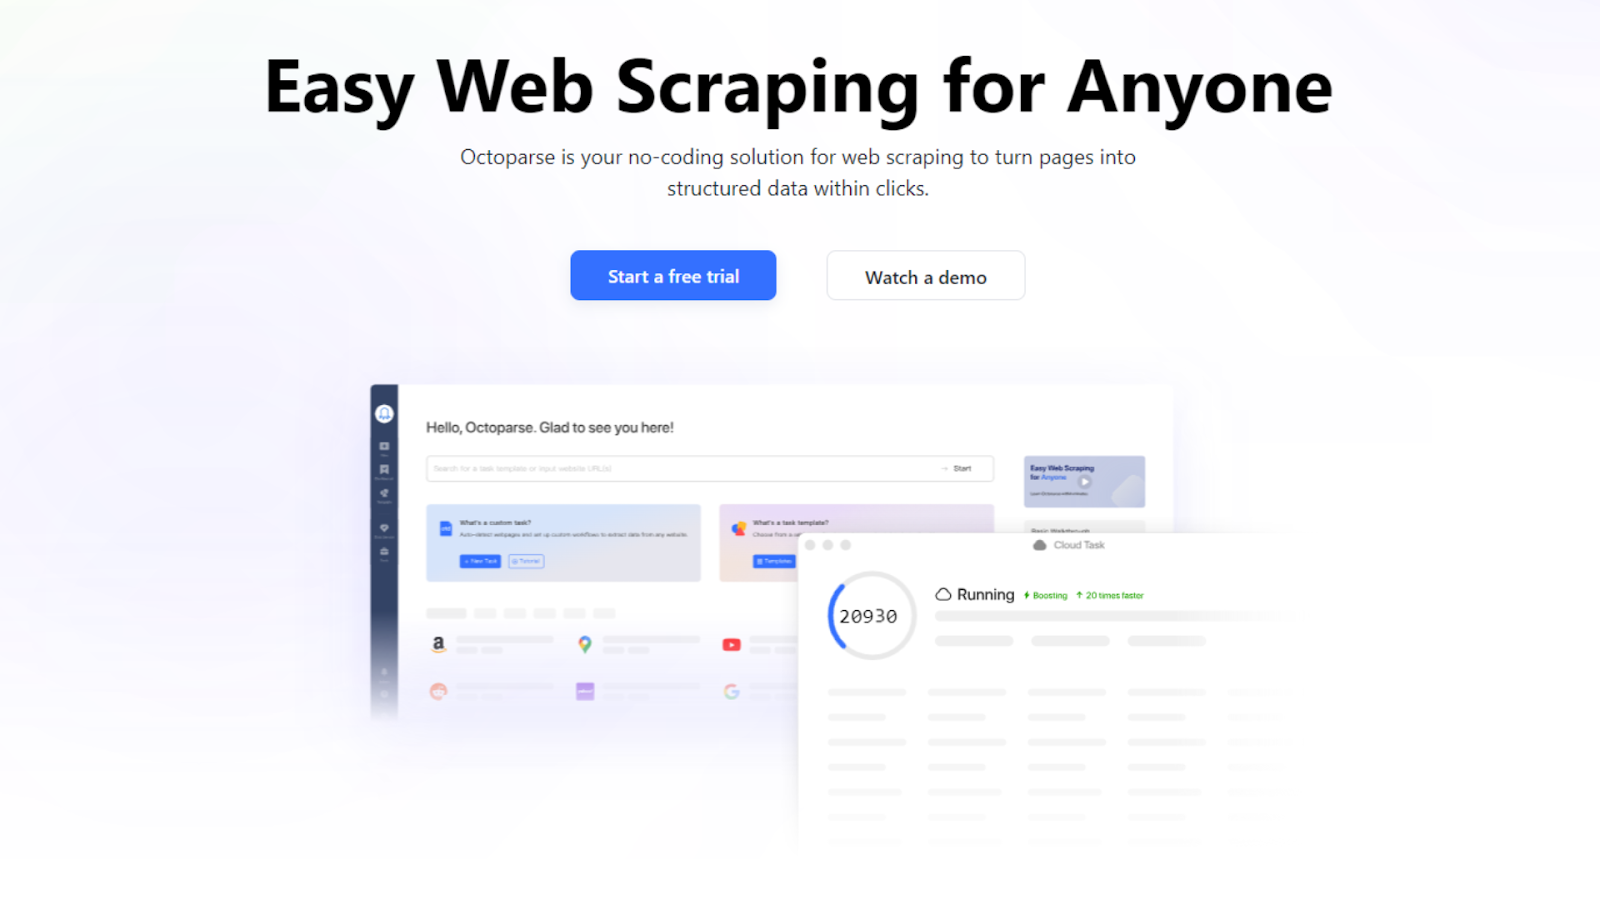 Easy Web Scraping for Anyone
Octoparse is your no-coding solution for web scraping to turn pages into
structured data within clicks.
Start a free trial
Watch a demo
Hello, Octoparse. Glad to see you here!
Search for a task template or input website URL(s)
Start
Easy Web Scraping
for Anyone
What's a custom task?
Auto-detect webpages and set up custom workflows to extract data from any website.
+ New Task
Tutorial
What's a task template?
Choose from a
Templates
Cloud Task
20930
Running
Boosting
20 times faster